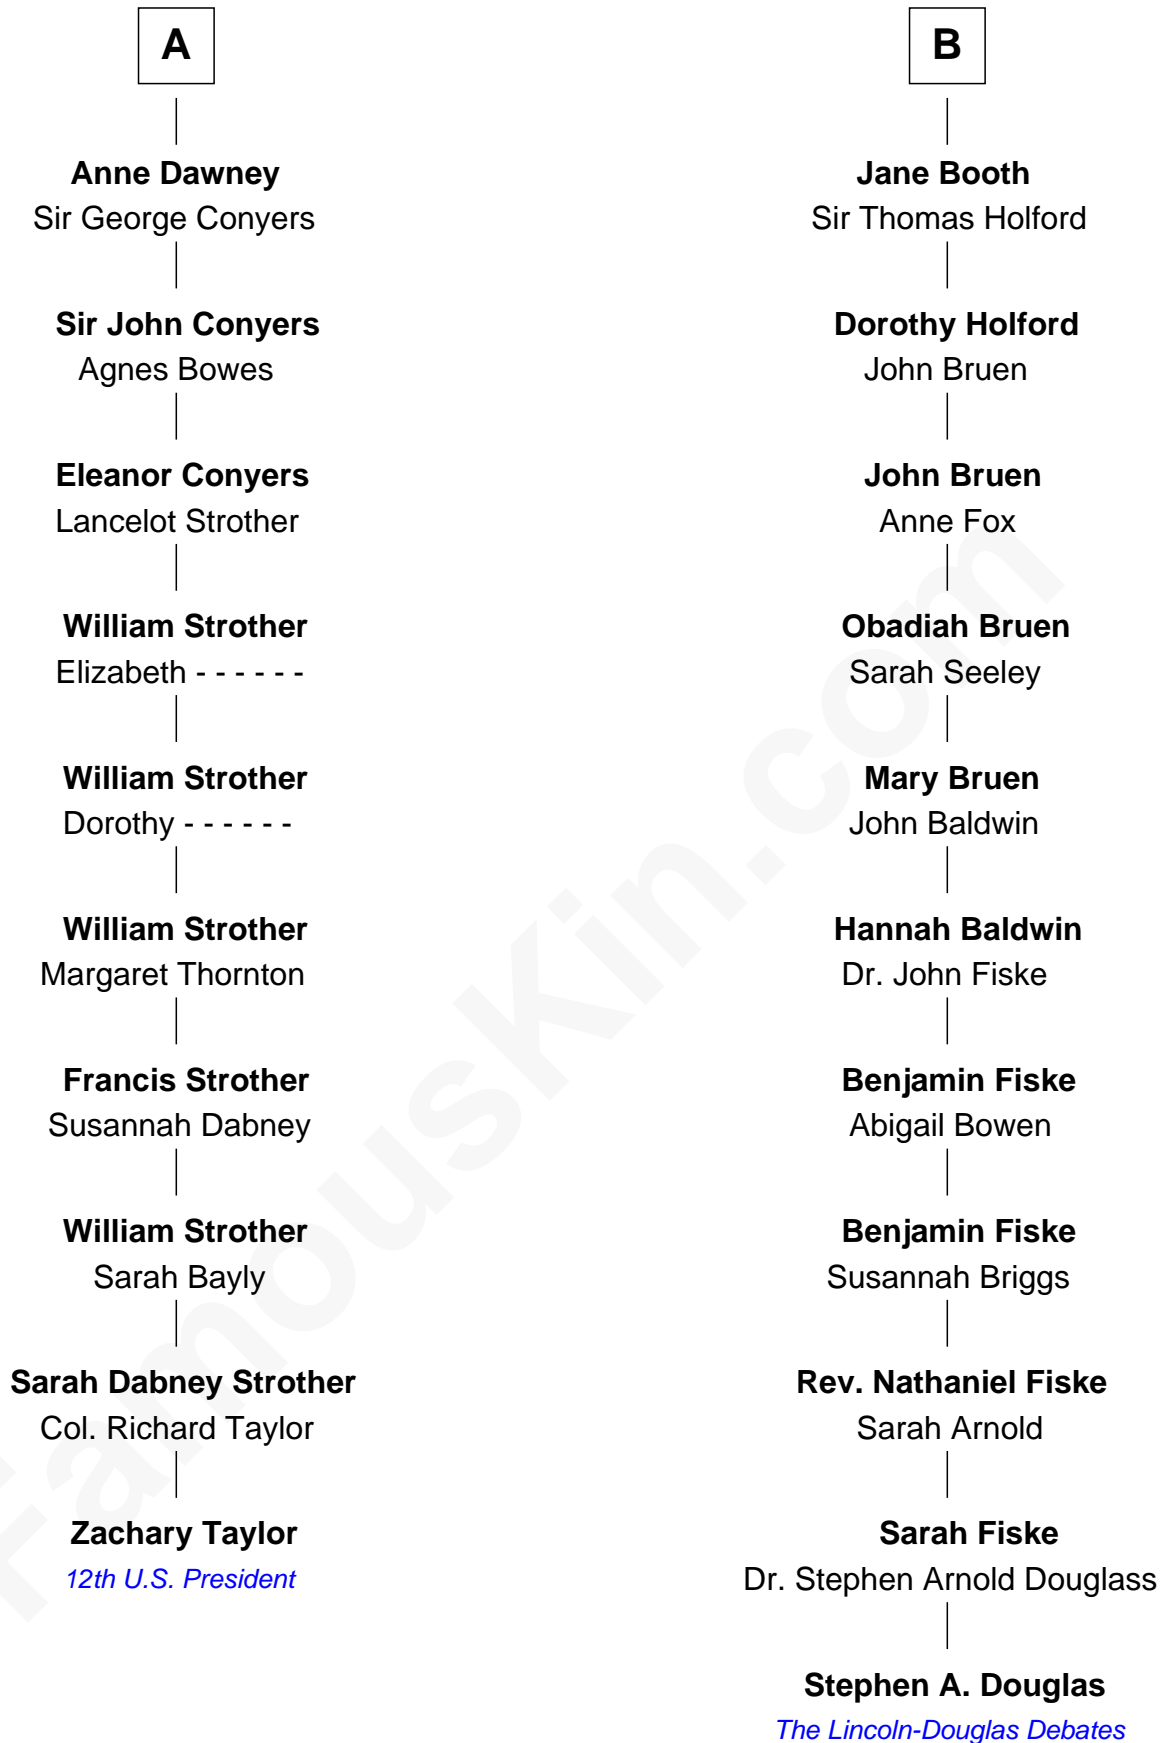 A
Anne Dawney
Sir George Conyers
Sir John Conyers
Agnes Bowes
Eleanor Conyers
Lancelot Strother
William Strother
Elizabeth - - - - - -
William Strother
Dorothy - - - - - -
William Strother
Margaret Thornton
Francis Strother
Susannah Dabney
William Strother
Sarah Bayly
Sarah Dabney Strother
Col. Richard Taylor
Zachary Taylor
12th U.S. President
B
Jane Booth
Sir Thomas Holford
Dorothy Holford
John Bruen
John Bruen
Anne Fox
Obadiah Bruen
Sarah Seeley
Mary Bruen
John Baldwin
Hannah Baldwin
Dr. John Fiske
Benjamin Fiske
Abigail Bowen
Benjamin Fiske
Susannah Briggs
Rev. Nathaniel Fiske
Sarah Arnold
Sarah Fiske
Dr. Stephen Arnold Douglass
Stephen A. Douglas
The Lincoln-Douglas Debates
FamousKin.com